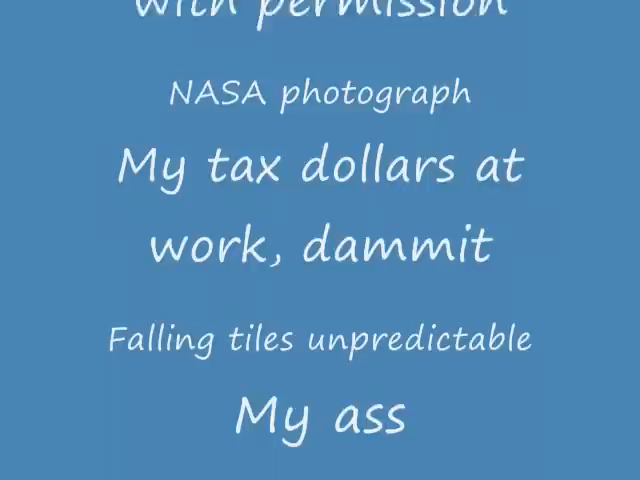 with permission
NASA photograph
My tax dollars at
work, dammit
Falling tiles unpredictable
My ass